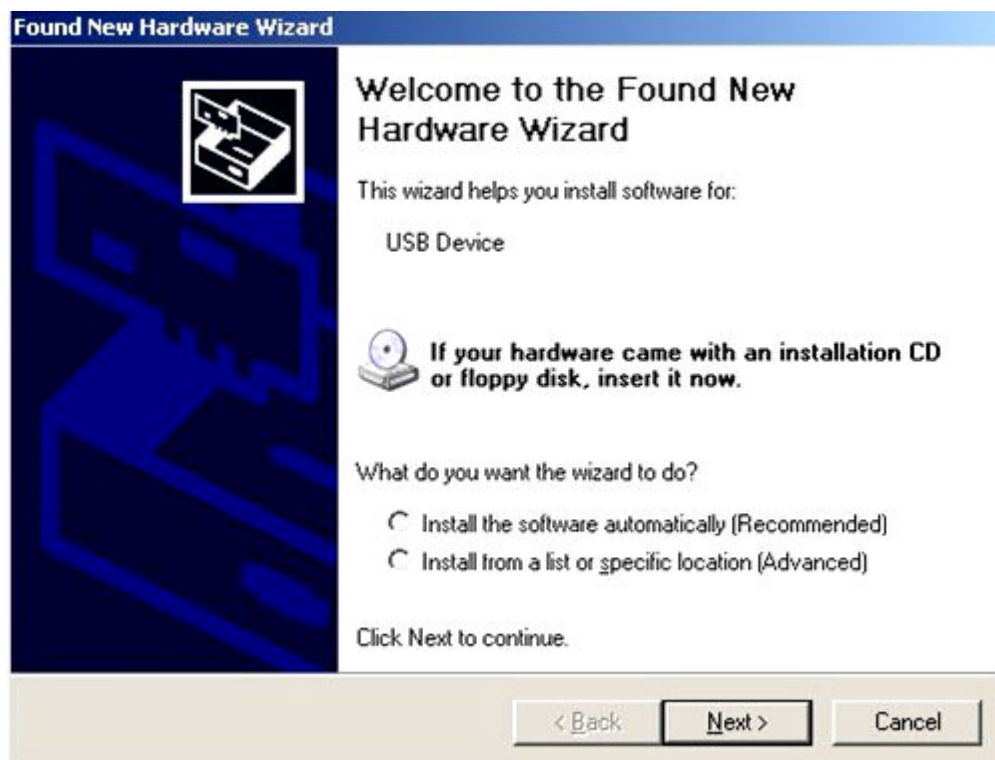 Found New Hardware Wizard
Welcome to the Found New
Hardware Wizard
This wizard helps you install software for:
USB Device
If your hardware came with an installation CD
or floppy disk, insert it now.
What do you want the wizard to do?
Install the software automatically (Recommended)
Install from a list or specific location (Advanced)
Click Next to continue.
< Back
Next >
Cancel